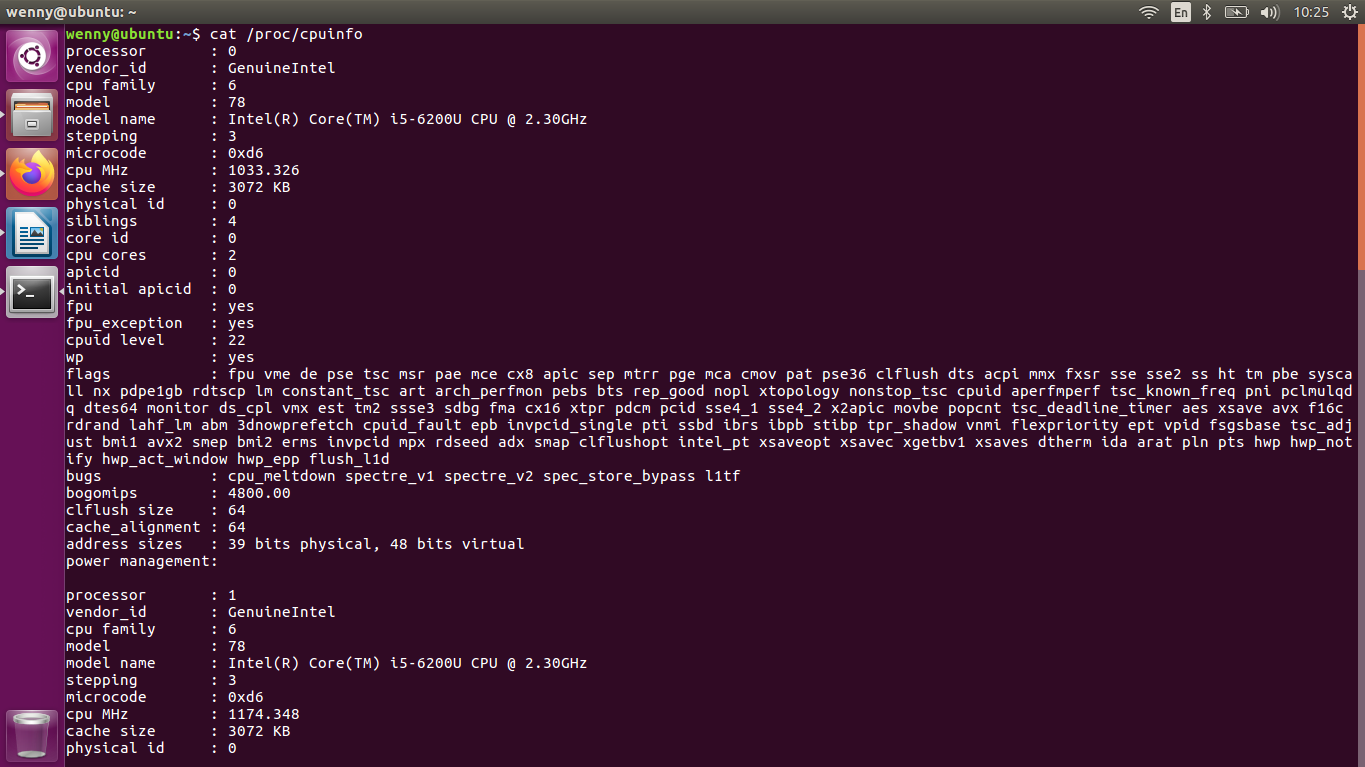 wenny@ubuntu: ~
En
10:25
wenny@ubuntu:~$ cat /proc/cpuinfo
processor : 0
vendor_id : GenuineIntel
cpu family : 6
model : 78
model name : Intel(R) Core(TM) i5-6200U CPU @ 2.30GHz
stepping : 3
microcode : 0xd6
cpu MHz : 1033.326
cache size : 3072 KB
physical id : 0
siblings : 4
core id : 0
cpu cores : 2
apicid : 0
initial apicid : 0
fpu : yes
fpu_exception : yes
cpuid level : 22
wp : yes
flags : fpu vme de pse tsc msr pae mce cx8 apic sep mtrr pge mca cmov pat pse36 clflush dts acpi mmx fxsr sse sse2 ss ht tm pbe sysca
ll nx pdpe1gb rdtscp lm constant_tsc art arch_perfmon pebs bts rep_good nopl xtopology nonstop_tsc cpuid aperfmperf tsc_known_freq pni pclmulqd
q dtes64 monitor ds_cpl vmx est tm2 ssse3 sdbg fma cx16 xtpr pdcm pcid sse4_1 sse4_2 x2apic movbe popcnt tsc_deadline_timer aes xsave avx f16c
rdrand lahf_lm abm 3dnowprefetch cpuid_fault epb invpcid_single pti ssbd ibrs ibpb stibp tpr_shadow vnmi flexpriority ept vpid fsgsbase tsc_adj
ust bmi1 avx2 smep bmi2 erms invpcid mpx rdseed adx smap clflushopt intel_pt xsaveopt xsavec xgetbv1 xsaves dtherm ida arat pln pts hwp hwp_not
ify hwp_act_window hwp_epp flush_l1d
bugs : cpu_meltdown spectre_v1 spectre_v2 spec_store_bypass l1tf
bogomips : 4800.00
clflush size : 64
cache_alignment : 64
address sizes : 39 bits physical, 48 bits virtual
power management:
processor : 1
vendor_id : GenuineIntel
cpu family : 6
model : 78
model name : Intel(R) Core(TM) i5-6200U CPU @ 2.30GHz
stepping : 3
microcode : 0xd6
cpu MHz : 1174.348
cache size : 3072 KB
physical id : 0